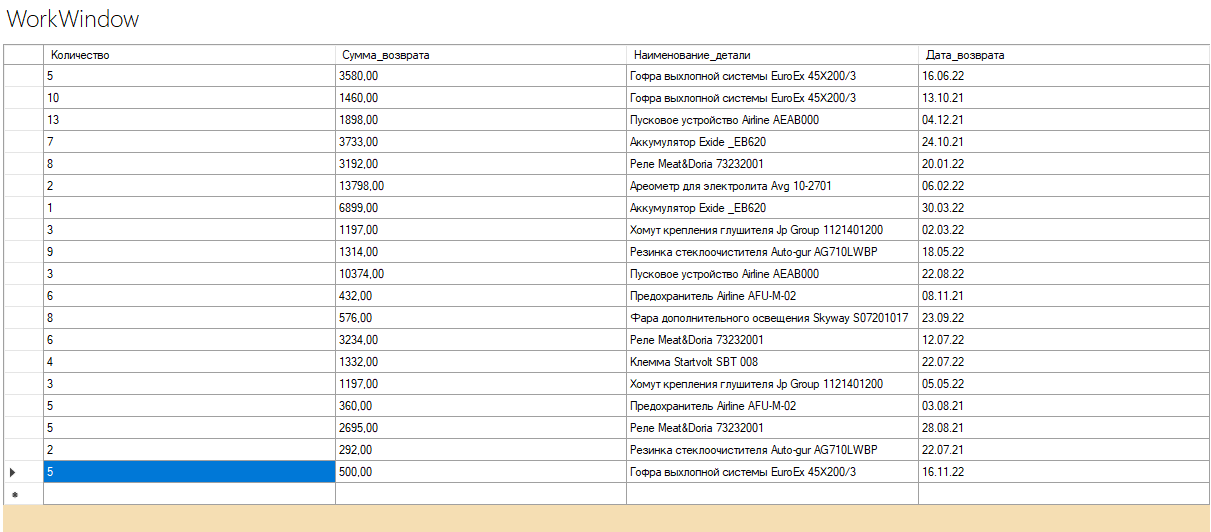 WorkWindow
Количество Сумма_возврата Наименование_детали Дата_возврата
5 3580,00 Гофра выхлопной системы EuroEx 45X200/3 16.06.22
10 1460,00 Гофра выхлопной системы EuroEx 45X200/3 13.10.21
13 1898,00 Пусковое устройство Airline AEAB000 04.12.21
7 3733,00 Аккумулятор Exide _EB620 24.10.21
8 3192,00 Реле Meat&Doria 73232001 20.01.22
2 13798,00 Ареометр для электролита Avg 10-2701 06.02.22
1 6899,00 Аккумулятор Exide _EB620 30.03.22
3 1197,00 Хомут крепления глушителя Jp Group 1121401200 02.03.22
9 1314,00 Резинка стеклоочистителя Auto-gur AG710LWBP 18.05.22
3 10374,00 Пусковое устройство Airline AEAB000 22.08.22
6 432,00 Предохранитель Airline AFU-M-02 08.11.21
8 576,00 Фара дополнительного освещения Skyway S07201017 23.09.22
6 3234,00 Реле Meat&Doria 73232001 12.07.22
4 1332,00 Клемма Startvolt SBT 008 22.07.22
3 1197,00 Хомут крепления глушителя Jp Group 1121401200 05.05.22
5 360,00 Предохранитель Airline AFU-M-02 03.08.21
5 2695,00 Реле Meat&Doria 73232001 28.08.21
2 292,00 Резинка стеклоочистителя Auto-gur AG710LWBP 22.07.21
5 500,00 Гофра выхлопной системы EuroEx 45X200/3 16.11.22